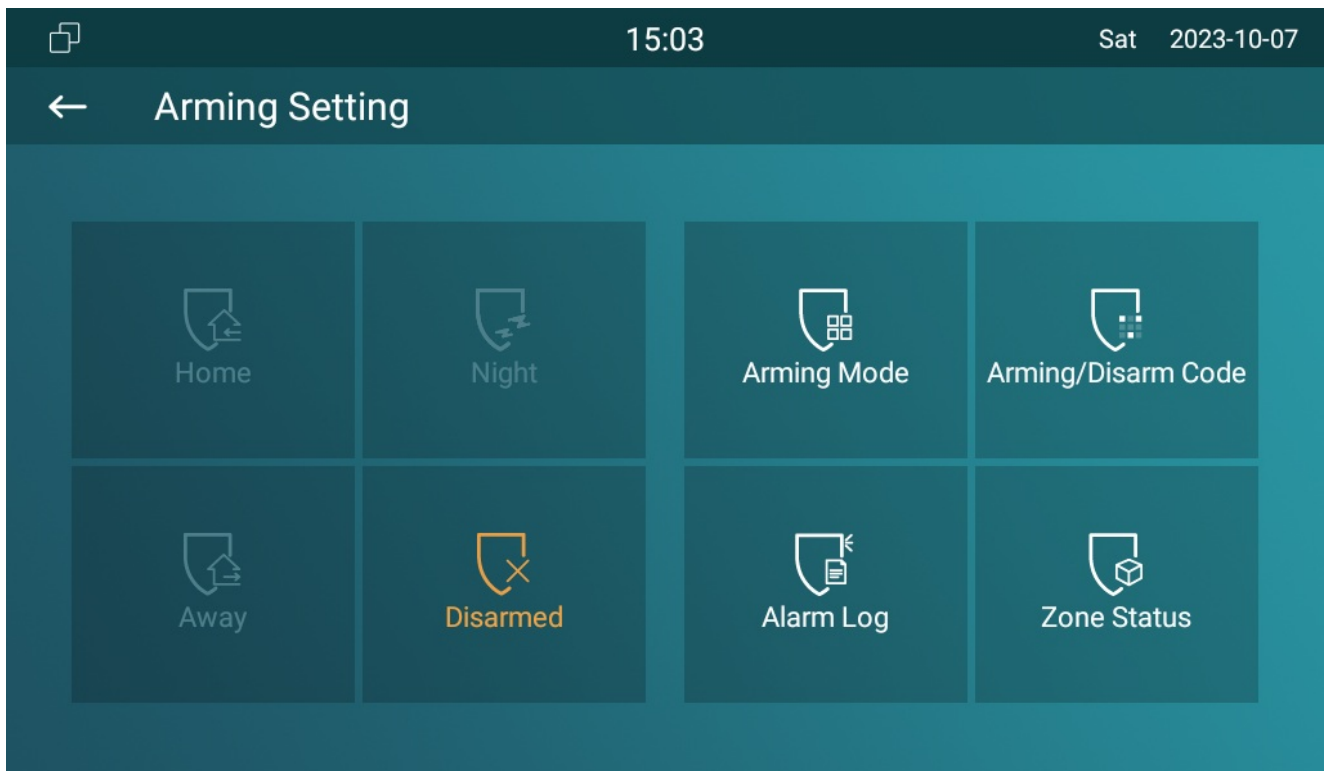 15:03
Sat 2023-10-07
Arming Setting
Home
Night
Arming Mode
Arming/Disarm Code
Away
Disarmed
Alarm Log
Zone Status